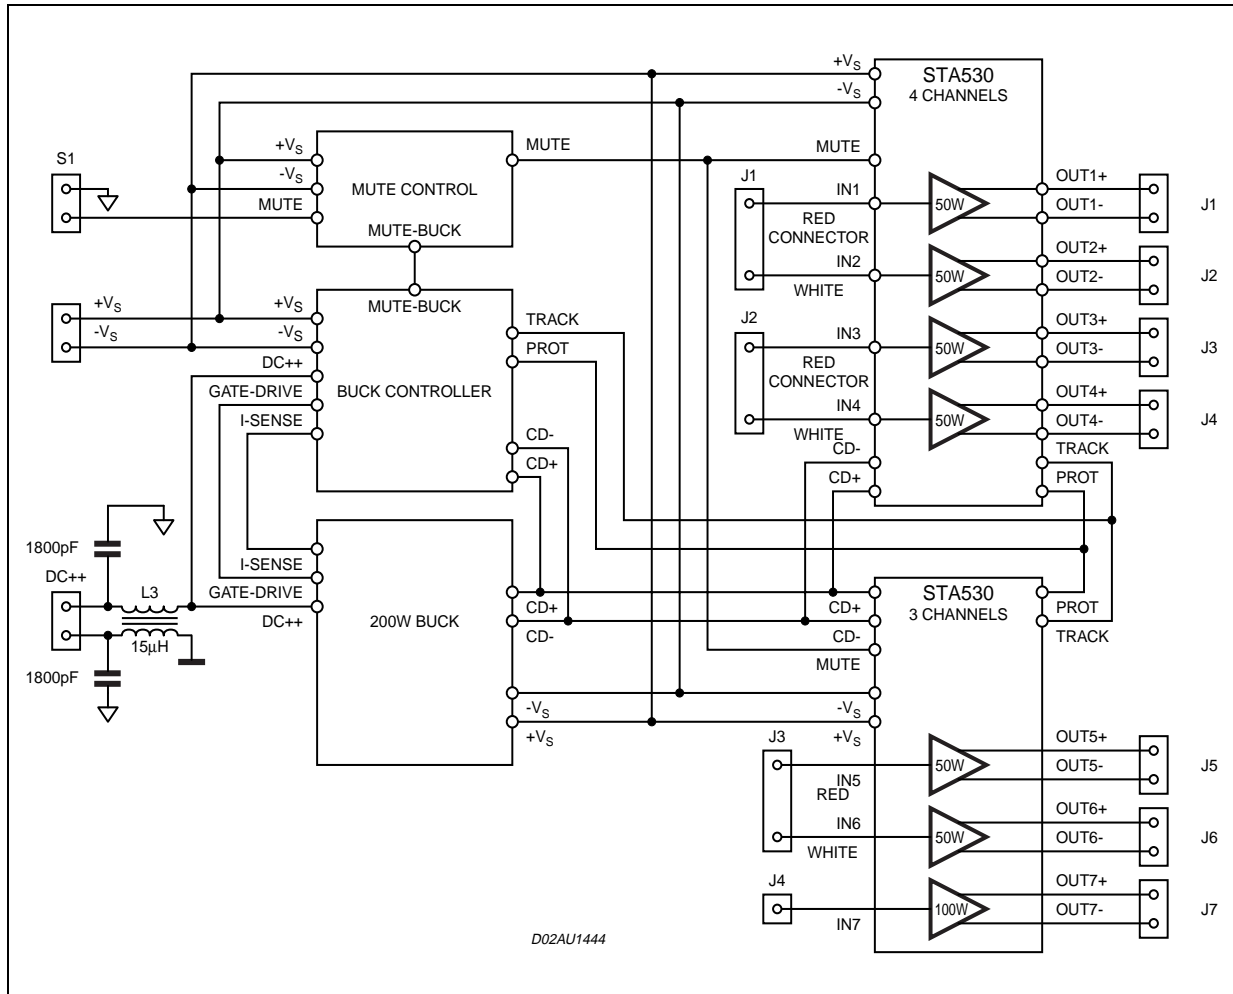 +VS
-VS
STA530
4 CHANNELS
S1
+VS
-VS
MUTE
MUTE CONTROL
MUTE-BUCK
MUTE
MUTE
J1
IN1
RED
CONNECTOR
IN2
WHITE
50W
50W
OUT1+
OUT1-
J1
OUT2+
OUT2-
J2
+VS
-VS
+VS
-VS
DC++
GATE-DRIVE
I-SENSE
MUTE-BUCK
BUCK CONTROLLER
TRACK
PROT
CD-
CD+
J2
IN3
RED
CONNECTOR
IN4
WHITE
CD-
CD+
50W
50W
OUT3+
OUT3-
J3
OUT4+
OUT4-
J4
TRACK
PROT
1800pF
DC++
L3
15μH
1800pF
I-SENSE
GATE-DRIVE
DC++
200W BUCK
CD+
CD-
-VS
+VS
CD+
CD-
MUTE
-VS
+VS
STA530
3 CHANNELS
PROT
TRACK
J3
IN5
RED
IN6
WHITE
J4
IN7
50W
50W
100W
OUT5+
OUT5-
J5
OUT6+
OUT6-
J6
OUT7+
OUT7-
J7
D02AU1444